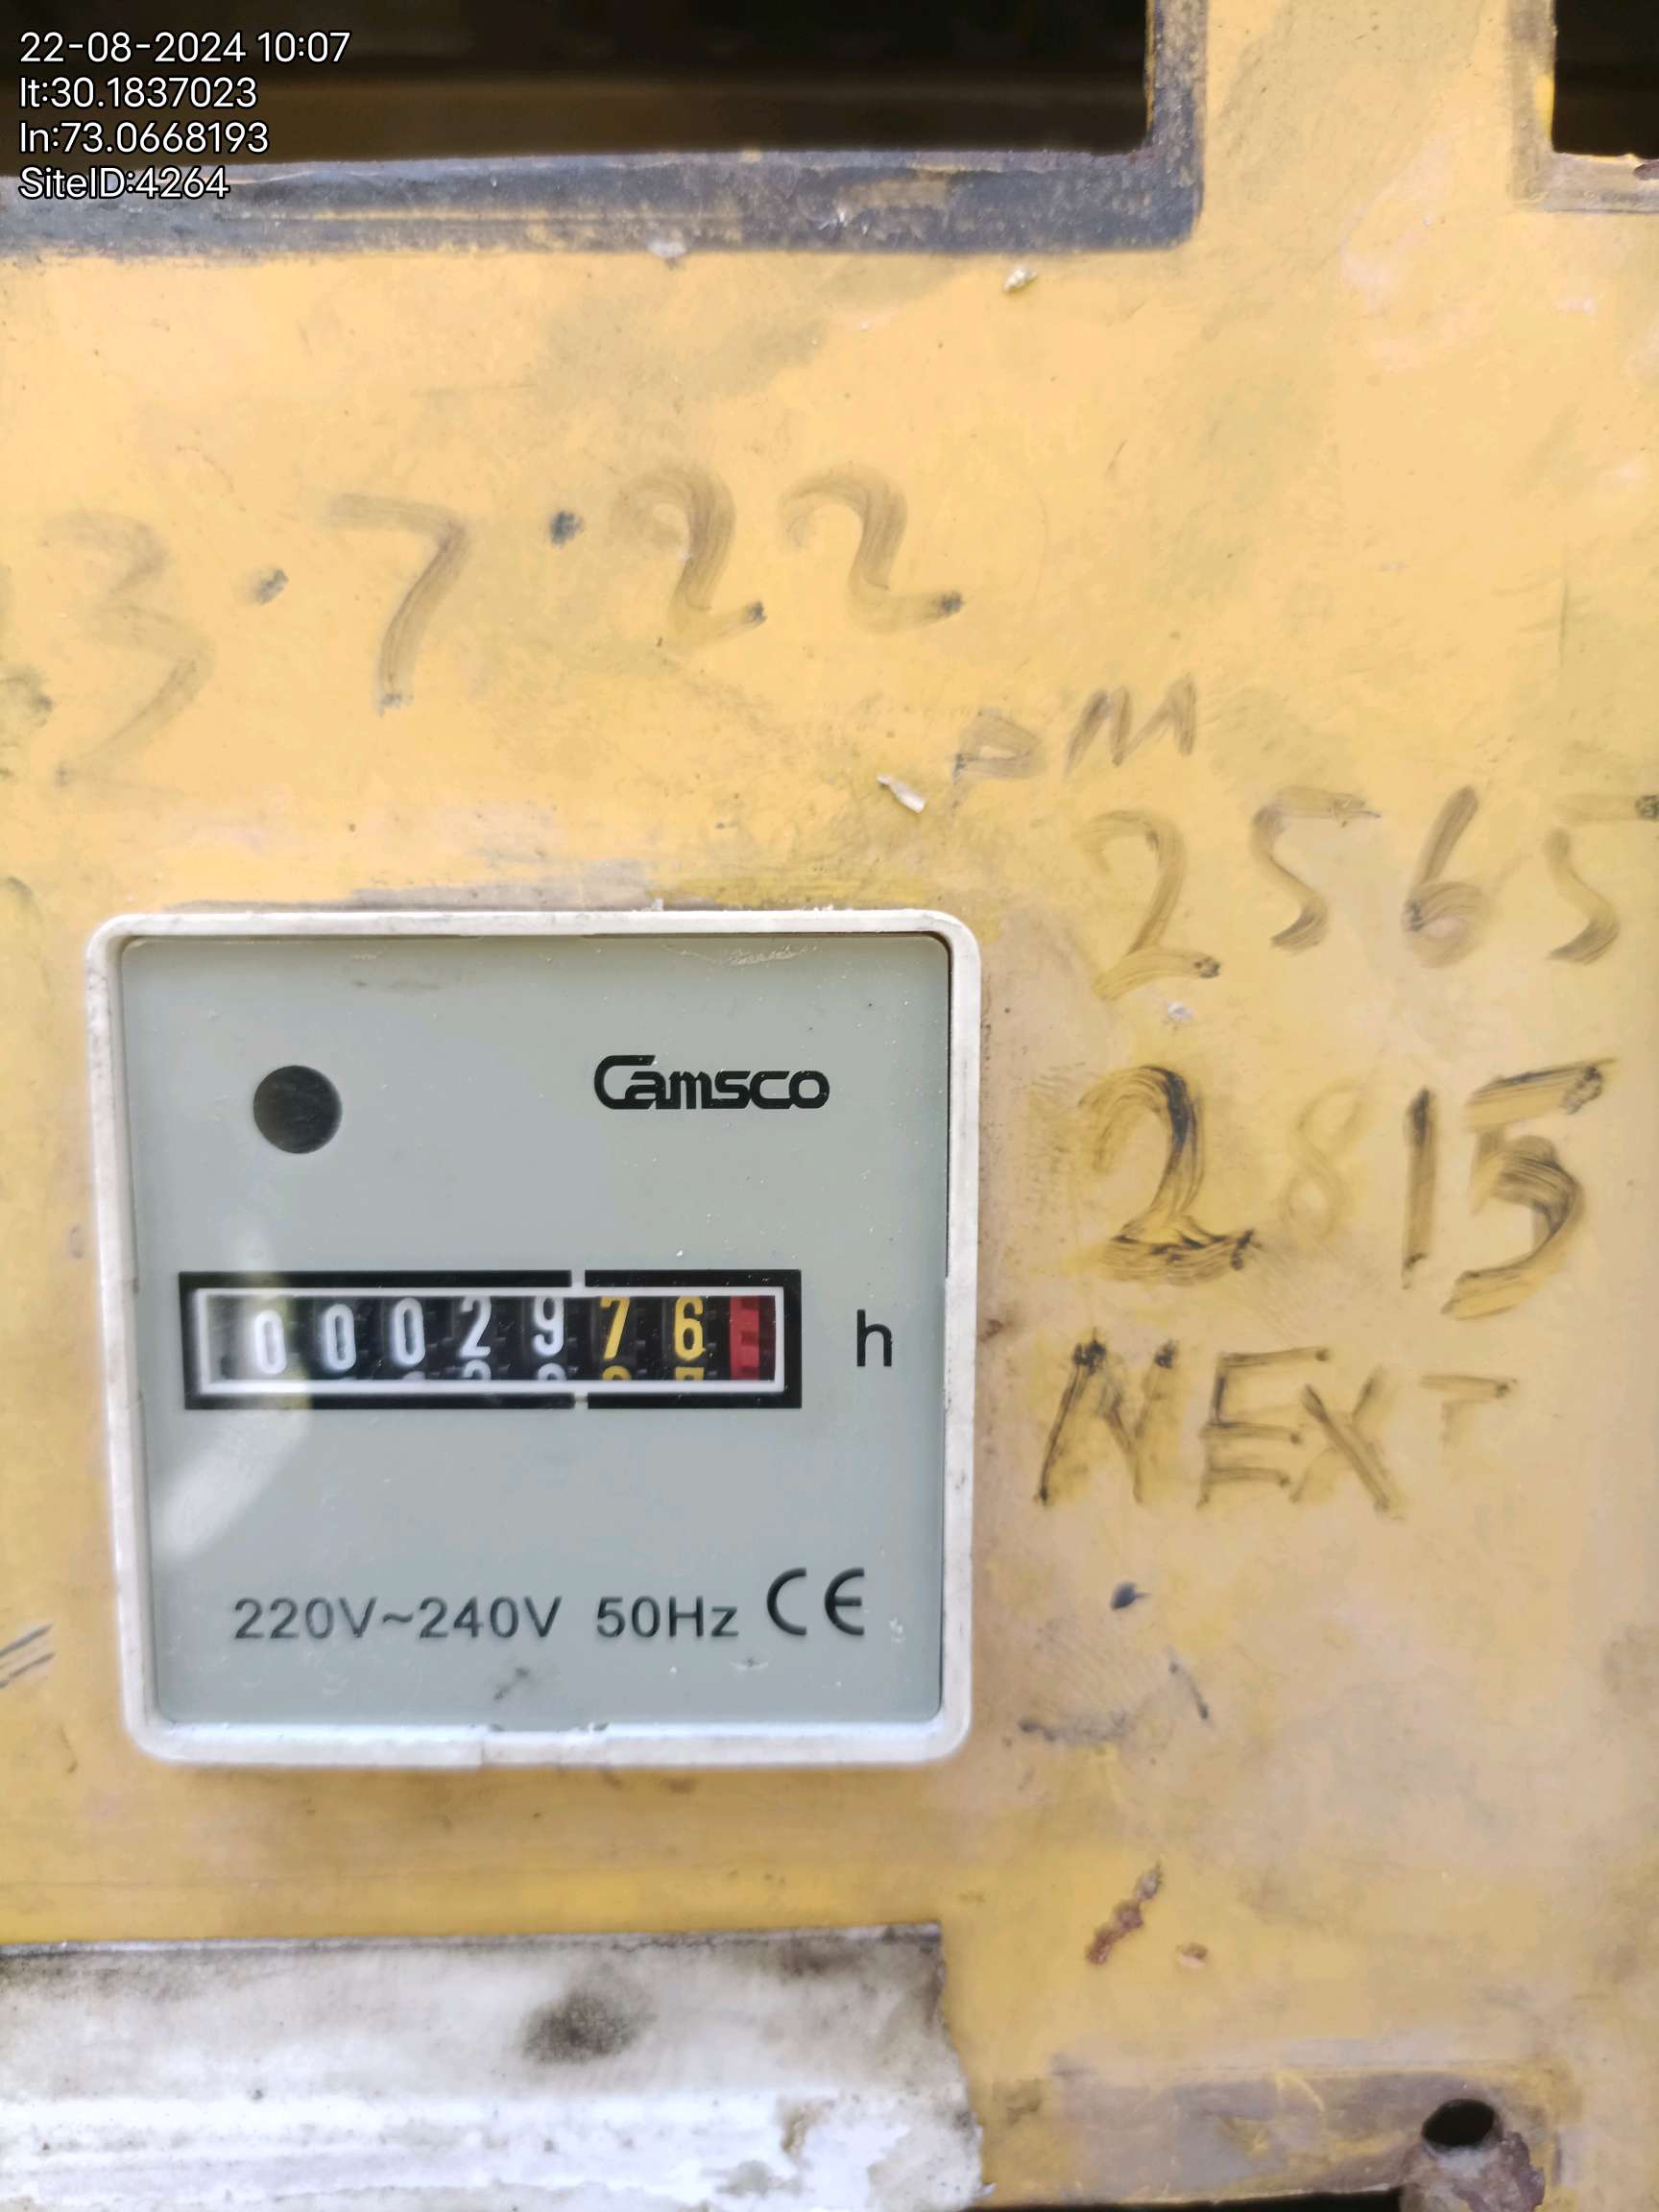 22-08-2024 10:07
lt:30.1837023
ln:73.0668193
SiteID:4264
3.7.22
PM
2565
2815
NEXT
Camsco
0002976
h
220V~240V 50Hz CE